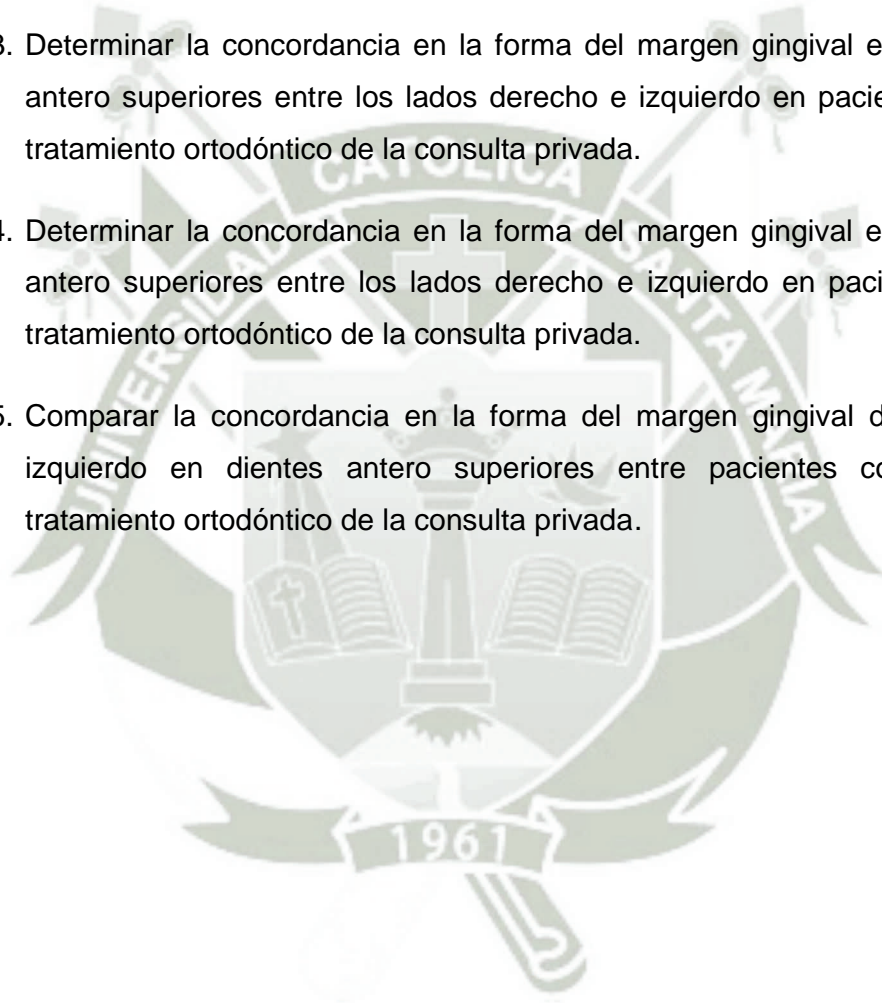 3. Determinar la concordancia en la forma del margen gingival e
antero superiores entre los lados derecho e izquierdo en pacie
tratamiento ortodóntico de la consulta privada.
4. Determinar la concordancia en la forma del margen gingival e
antero superiores entre los lados derecho e izquierdo en paci
tratamiento ortodóntico de la consulta privada.
5. Comparar la concordancia en la forma del margen gingival d
izquierdo en dientes antero superiores entre pacientes co
tratamiento ortodóntico de la consulta privada.
UNIVERSIDAD CATOLICA SANTA MARIA
1961